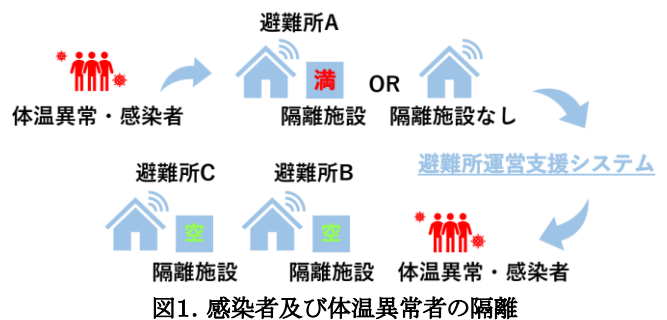 避難所A
満
OR
体温異常・感染者
隔離施設
隔離施設なし
避難所運営支援システム
避難所C
避難所B
空
空
隔離施設
隔離施設
体温異常・感染者
図1. 感染者及び体温異常者の隔離